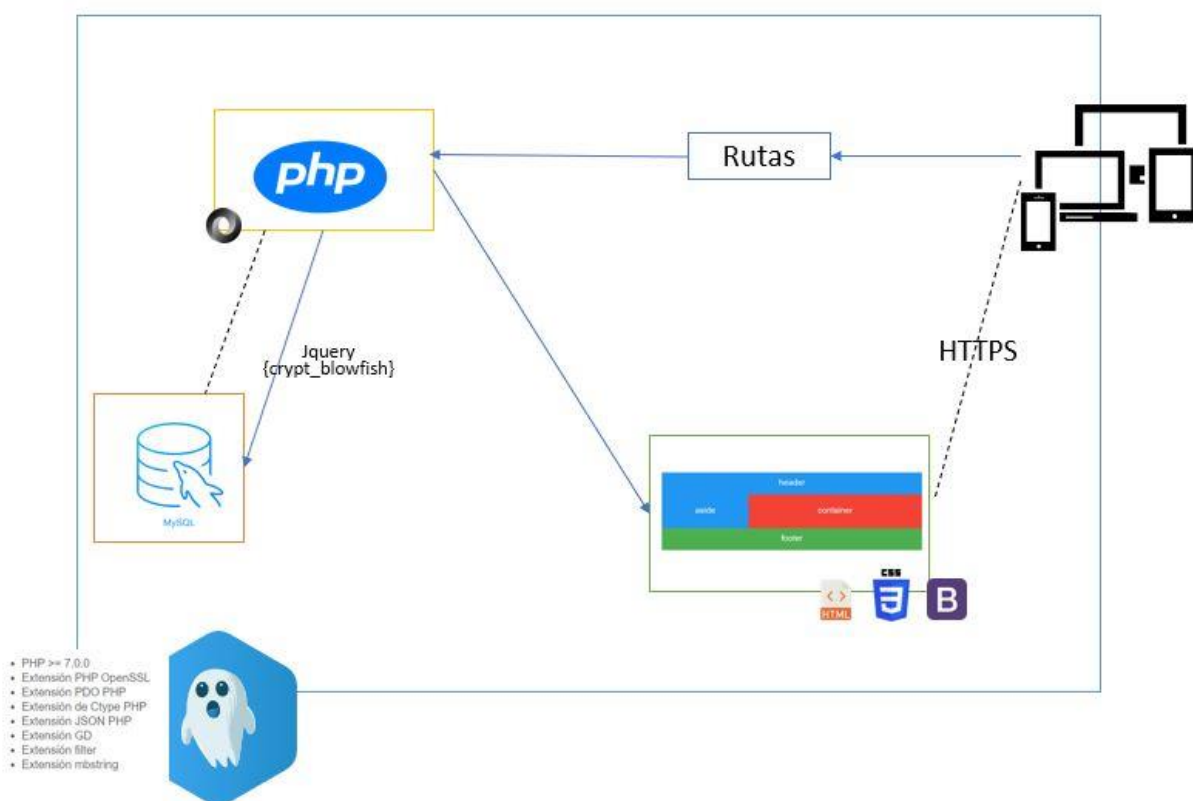 php
Rutas
Jquery
{crypt_blowfish}
HTTPS
MySQL
header
aside
container
footer
HTML
CSS
3
B
• PHP >= 7.0.0
• Extensión PHP OpenSSL
• Extensión PDO PHP
• Extensión de Ctype PHP
• Extensión JSON PHP
• Extensión GD
• Extensión filter
• Extensión mbstring